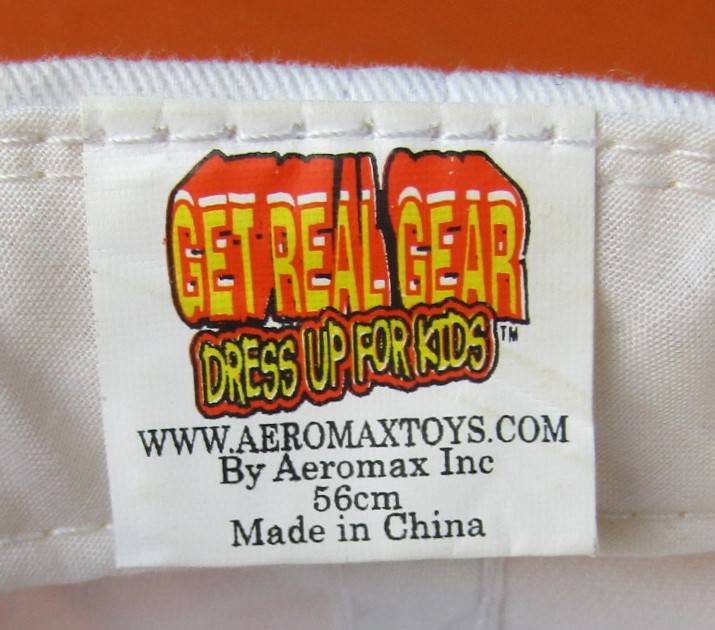 GET REAL GEAR
DRESS UP FOR KIDS™
WWW.AEROMAXTOYS.COM
By Aeromax Inc
56cm
Made in China